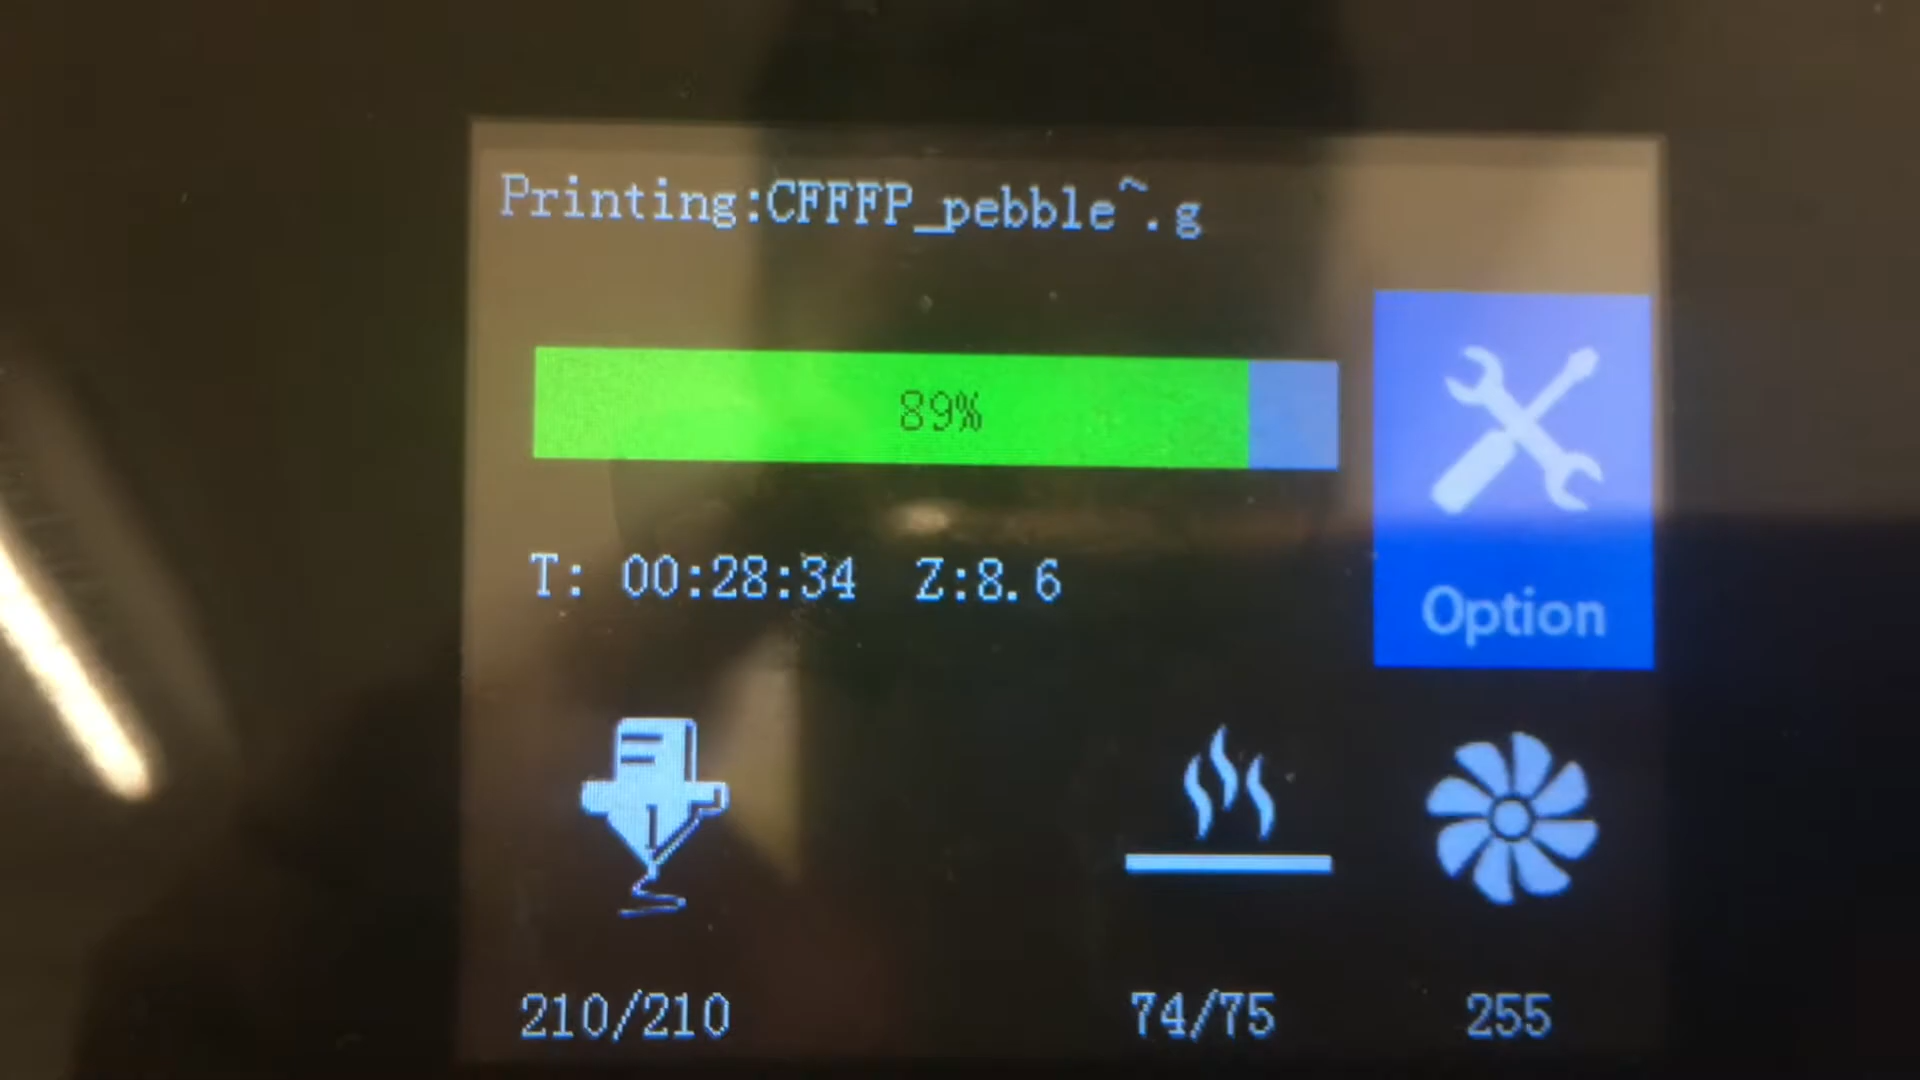 Printing:CFFFP_pebble~.g
89%
T: 00:28:34 Z:8.6
Option
210/210
74/75
255